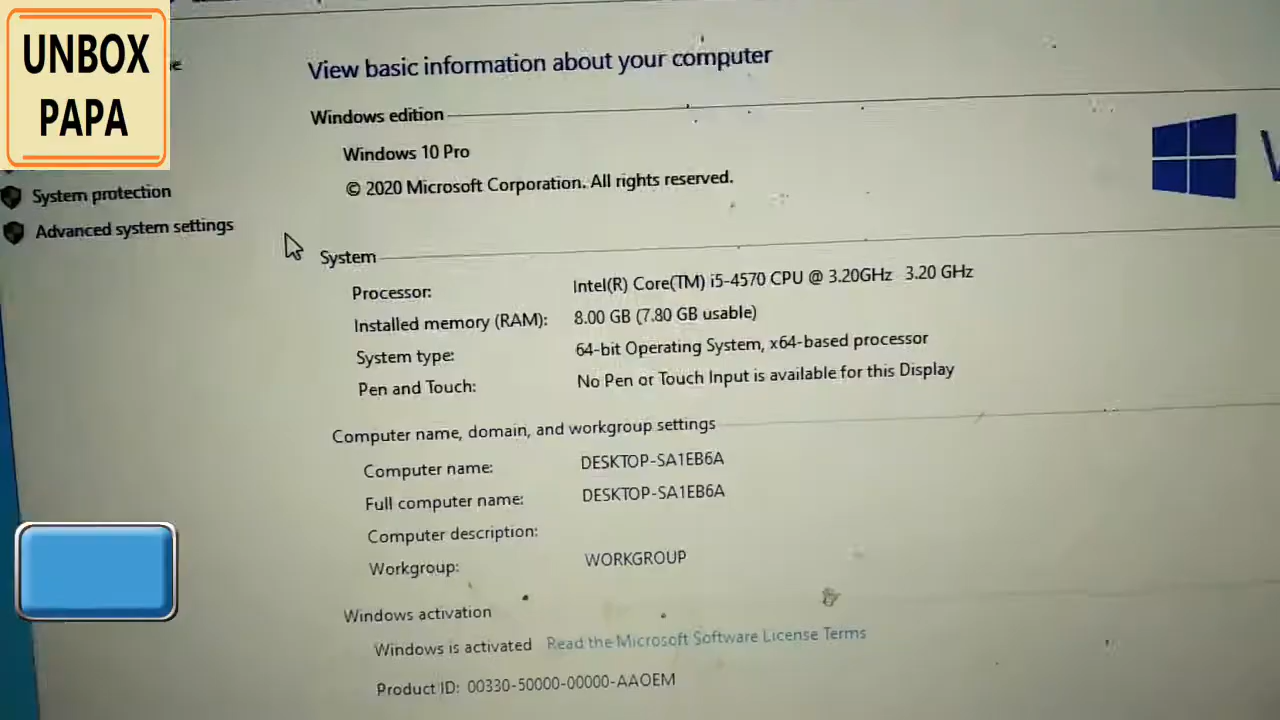 UNBOX
PAPA
View basic information about your computer
Windows edition
Windows 10 Pro
© 2020 Microsoft Corporation. All rights reserved.
System protection
Advanced system settings
System
Processor: Intel(R) Core(TM) i5-4570 CPU @ 3.20GHz 3.20 GHz
Installed memory (RAM): 8.00 GB (7.80 GB usable)
System type: 64-bit Operating System, x64-based processor
Pen and Touch: No Pen or Touch Input is available for this Display
Computer name, domain, and workgroup settings
Computer name: DESKTOP-SA1EB6A
Full computer name: DESKTOP-SA1EB6A
Computer description:
Workgroup: WORKGROUP
Windows activation
Windows is activated Read the Microsoft Software License Terms
Product ID: 00330-50000-00000-AAOEM